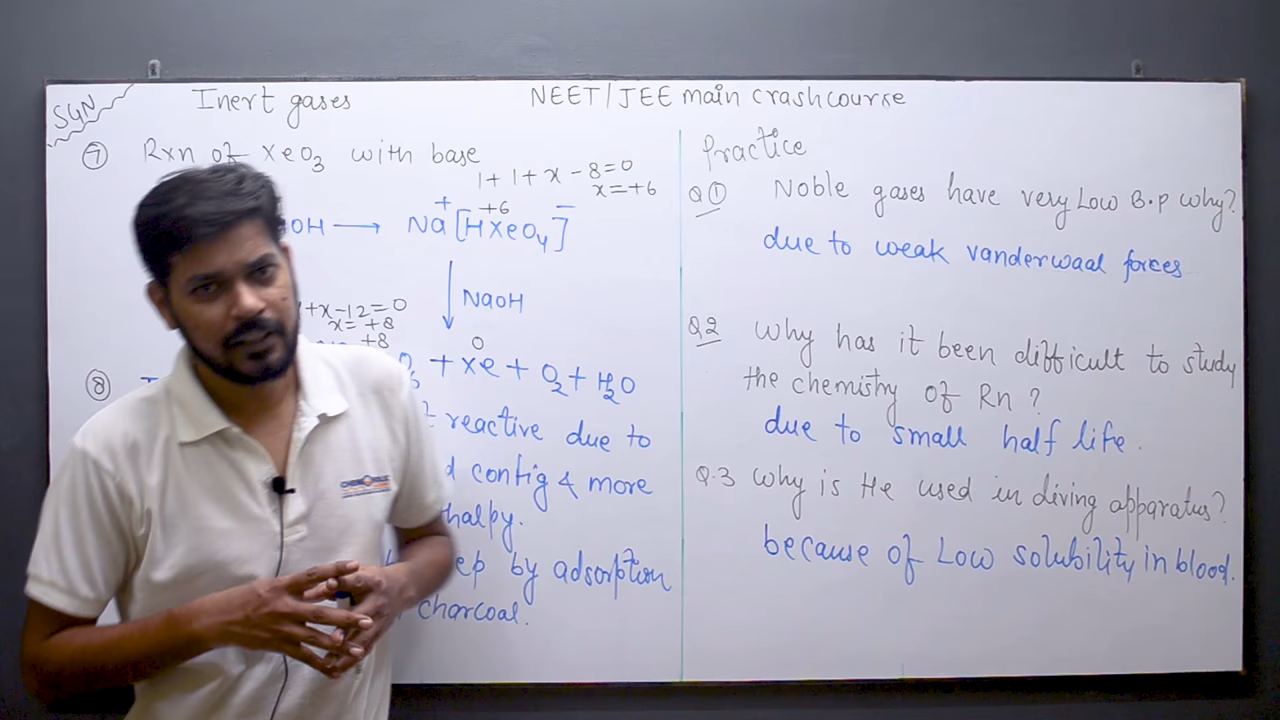 SGN
Inert gases
NEET/JEE main crashcourse
⑦ Rxn of XeO₃ with base
1+1+x-8=0
x=+6
+ +6 −
OH ⟶ Na[HXeO₄]
NaOH
+x-12=0
x=+8
+8 0
+ Xe + O₂ + H₂O
⑧
reactive due to
config & more
by adsorption
charcoal.
Practice
Q① Noble gases have very Low B.p why?
due to weak vanderwaal forces
Q2 Why has it been difficult to study
the chemistry of Rn?
due to small half life.
Q.3 Why is He used in diving apparatus?
because of Low solubility in blood.